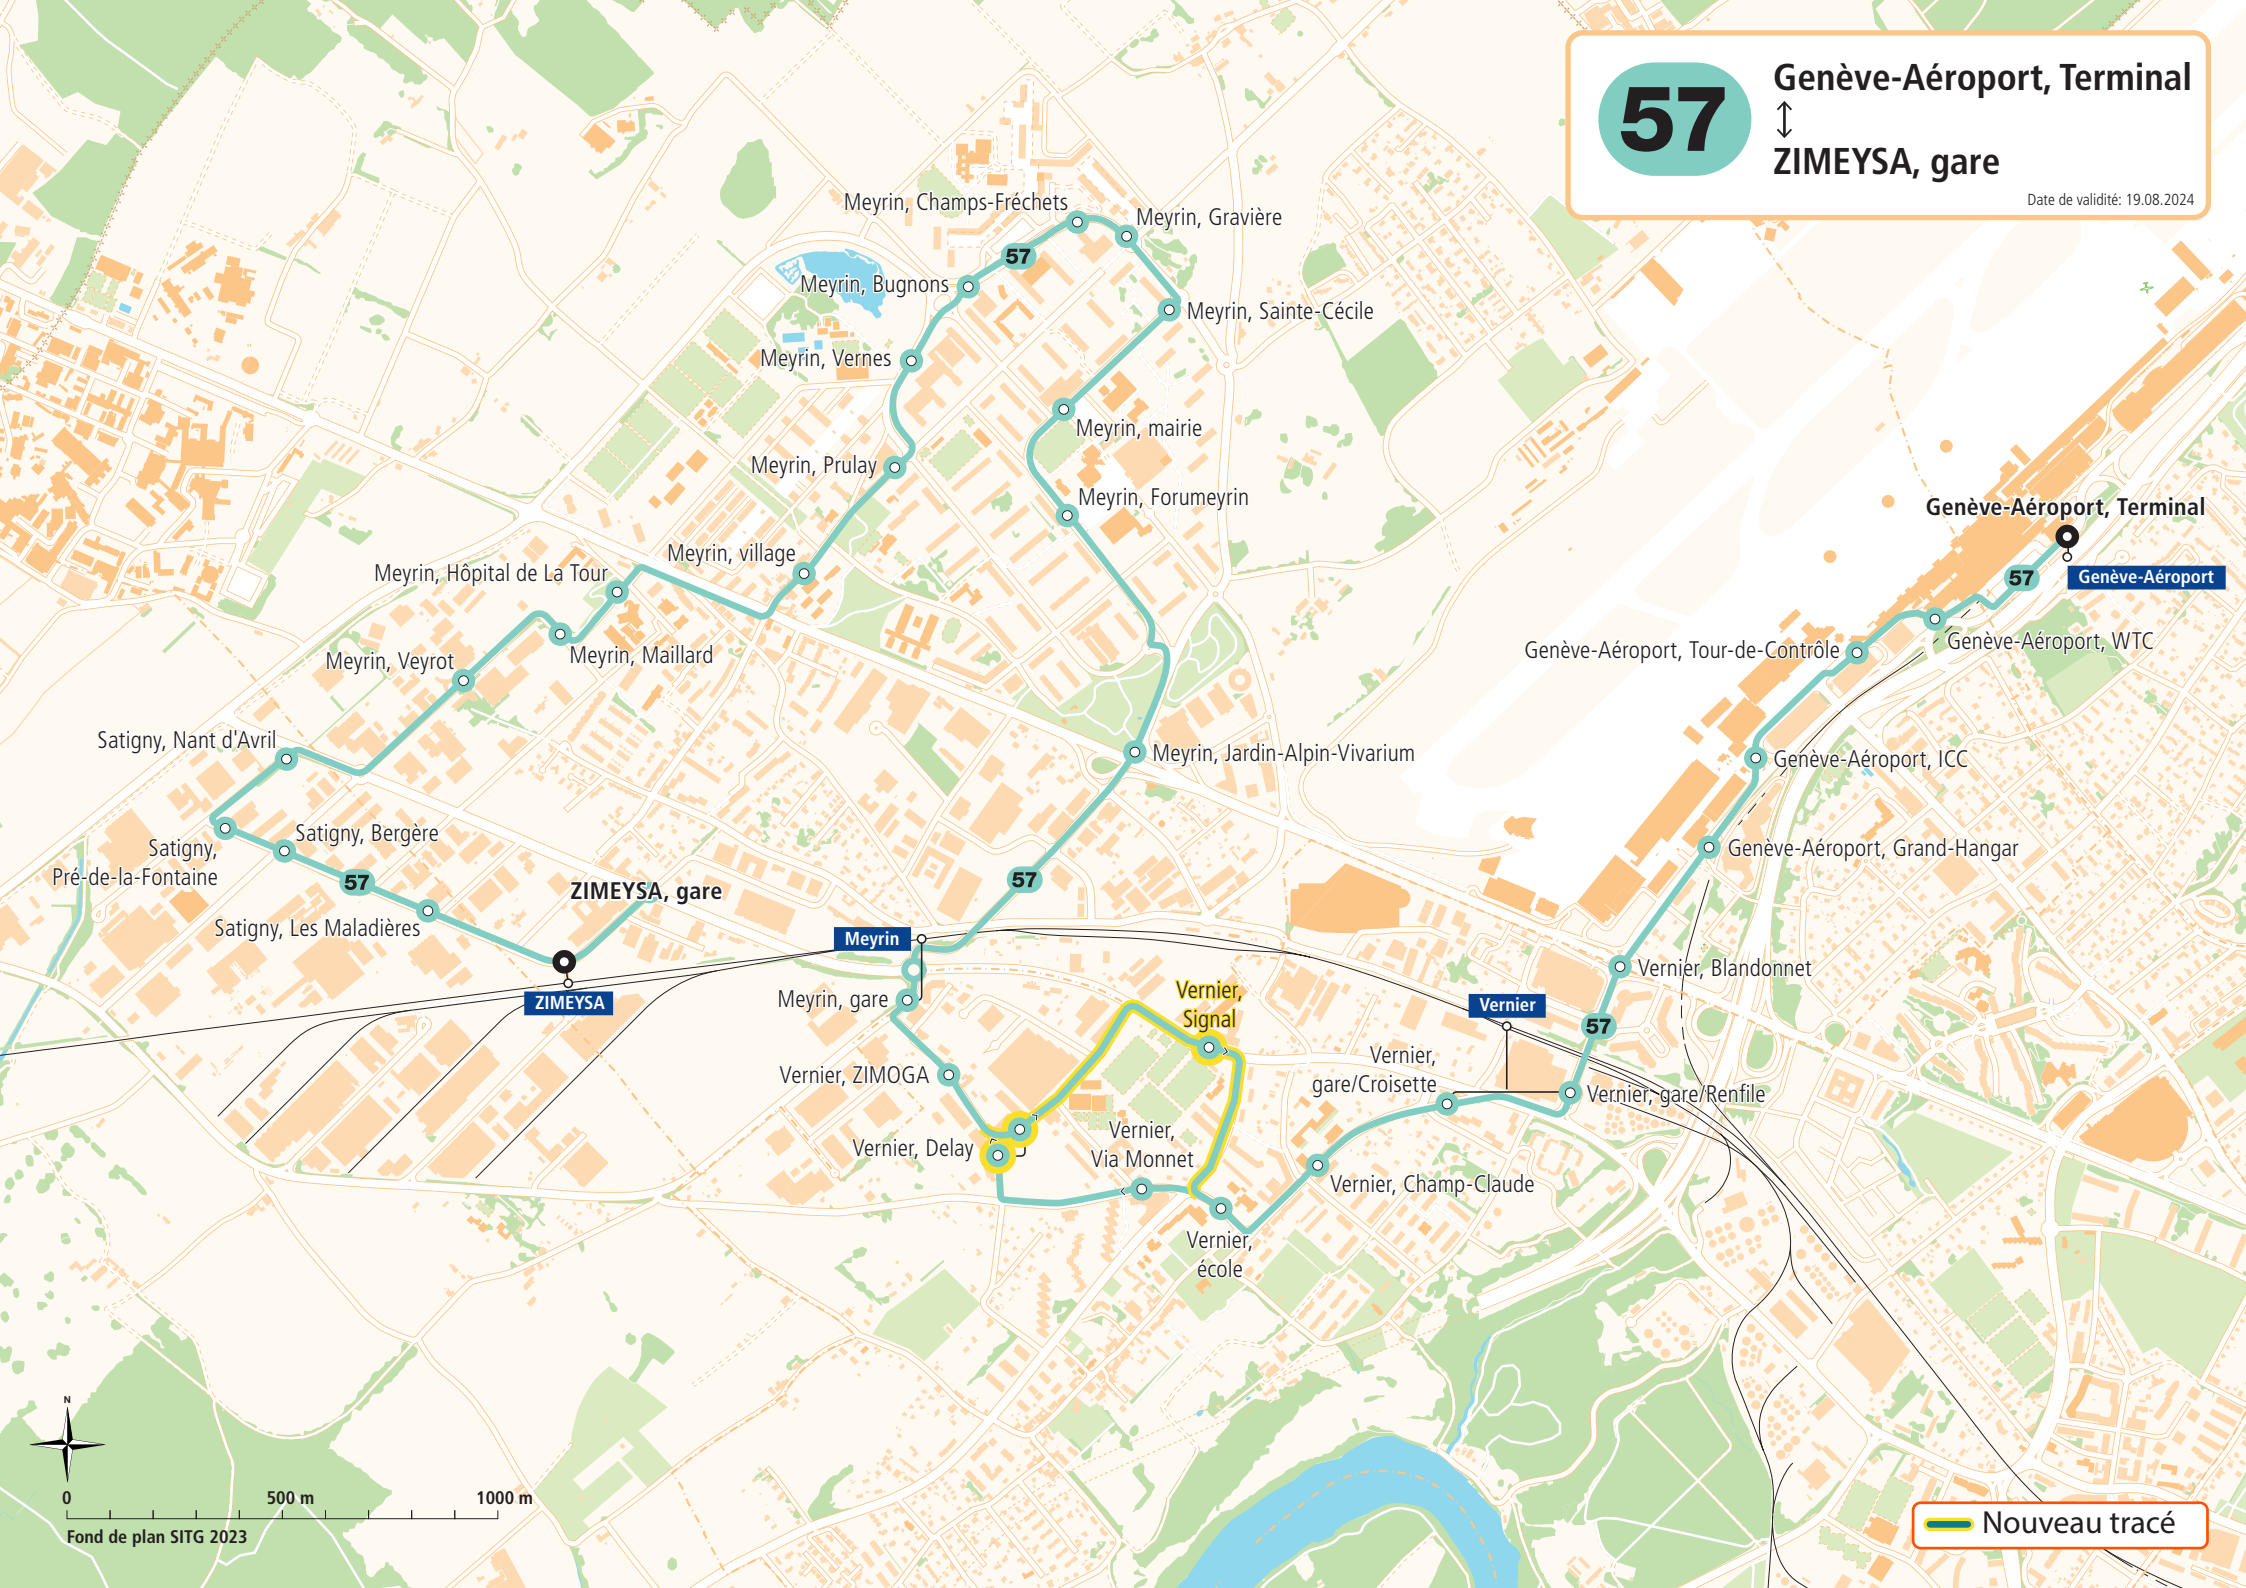 57
Genève-Aéroport, Terminal
ZIMEYSA, gare
Date de validité: 19.08.2024
Meyrin, Champs-Fréchets
Meyrin, Gravière
57
Meyrin, Bugnons
Meyrin, Sainte-Cécile
Meyrin, Vernes
Meyrin, mairie
Meyrin, Prulay
Meyrin, Forumeyrin
Genève-Aéroport, Terminal
Meyrin, village
Meyrin, Hôpital de La Tour
57
Genève-Aéroport
Meyrin, Veyrot
Meyrin, Maillard
Genève-Aéroport, Tour-de-Contrôle
Genève-Aéroport, WTC
Satigny, Nant d'Avril
Meyrin, Jardin-Alpin-Vivarium
Genève-Aéroport, ICC
Satigny,
Pré-de-la-Fontaine
Satigny, Bergère
57
ZIMEYSA, gare
57
Genève-Aéroport, Grand-Hangar
Satigny, Les Maladières
Meyrin
Vernier, Blandonnet
ZIMEYSA
Meyrin, gare
Vernier,
Signal
Vernier
57
Vernier, ZIMOGA
Vernier,
gare/Croisette
Vernier, gare/Renfile
Vernier, Delay
Vernier,
Via Monnet
Vernier, Champ-Claude
Vernier,
école
N
0
500 m
1000 m
Fond de plan SITG 2023
Nouveau tracé